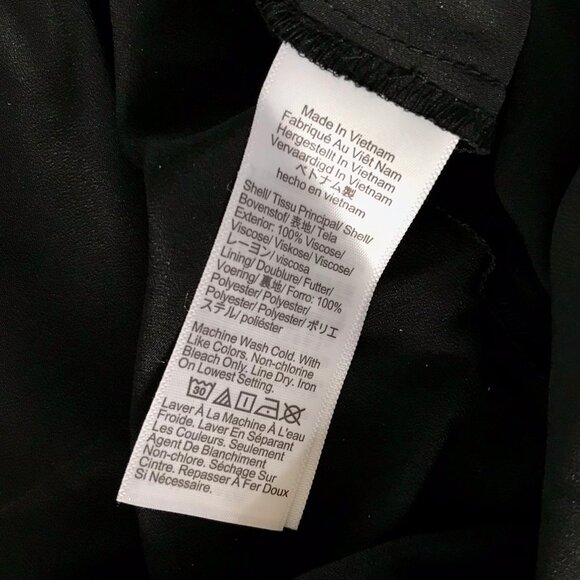 Made In Vietnam
Fabriqué Au Viêt Nam
Hergestellt In Vietnam
Vervaardigd In Vietnam
ベトナム製
hecho en vietnam
Shell/ Tissu Principal/ Shell/
Bovenstof/ 表地/ Tela
Exterior: 100% Viscose/
Viscose/ Viskose/ Viscose/
レーヨン/ viscosa
Lining/ Doublure/ Futter/
Voering/ 裏地/ Forro: 100%
Polyester/ Polyester/
Polyester/ Polyester/ ポリエ
ステル/ poliéster
Machine Wash Cold. With
Like Colors. Non-chlorine
Bleach Only. Line Dry. Iron
On Lowest Setting.
30
Laver À La Machine À L'eau
Froide. Laver En Séparant
Les Couleurs. Seulement
Agent De Blanchiment
Non-chlore. Séchage Sur
Cintre. Repasser À Fer Doux
Si Nécessaire.